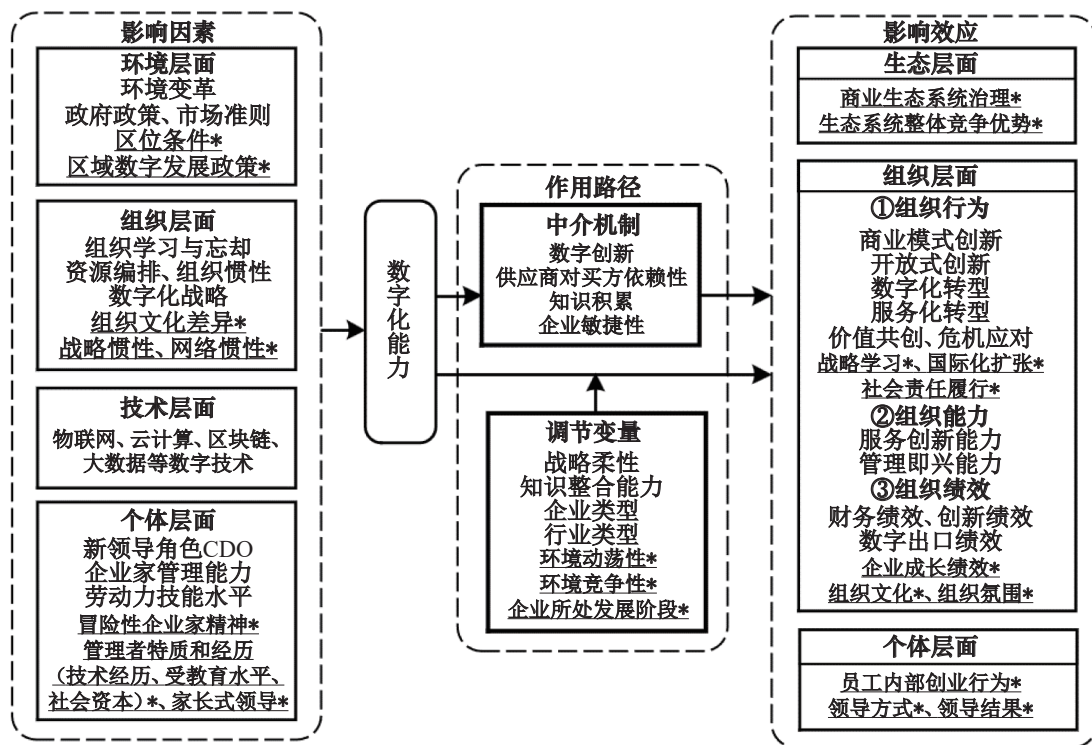 影响因素
环境层面
环境变革
政府政策、市场准则
区位条件*
区域数字发展政策*
组织层面
组织学习与忘却
资源编排、组织惯性
数字化战略
组织文化差异*
战略惯性、网络惯性*
技术层面
物联网、云计算、区块链、
大数据等数字技术
个体层面
新领导角色CDO
企业家管理能力
劳动力技能水平
冒险性企业家精神*
管理者特质和经历
(技术经历、受教育水平、
社会资本)*、家长式领导*
数字化能力
作用路径
中介机制
数字创新
供应商对买方依赖性
知识积累
企业敏捷性
调节变量
战略柔性
知识整合能力
企业类型
行业类型
环境动荡性*
环境竞争性*
企业所处发展阶段*
影响效应
生态层面
商业生态系统治理*
生态系统整体竞争优势*
组织层面
①组织行为
商业模式创新
开放式创新
数字化转型
服务化转型
价值共创、危机应对
战略学习*、国际化扩张*
社会责任履行*
②组织能力
服务创新能力
管理即兴能力
③组织绩效
财务绩效、创新绩效
数字出口绩效
企业成长绩效*
组织文化*、组织氛围*
个体层面
员工内部创业行为*
领导方式*、领导结果*